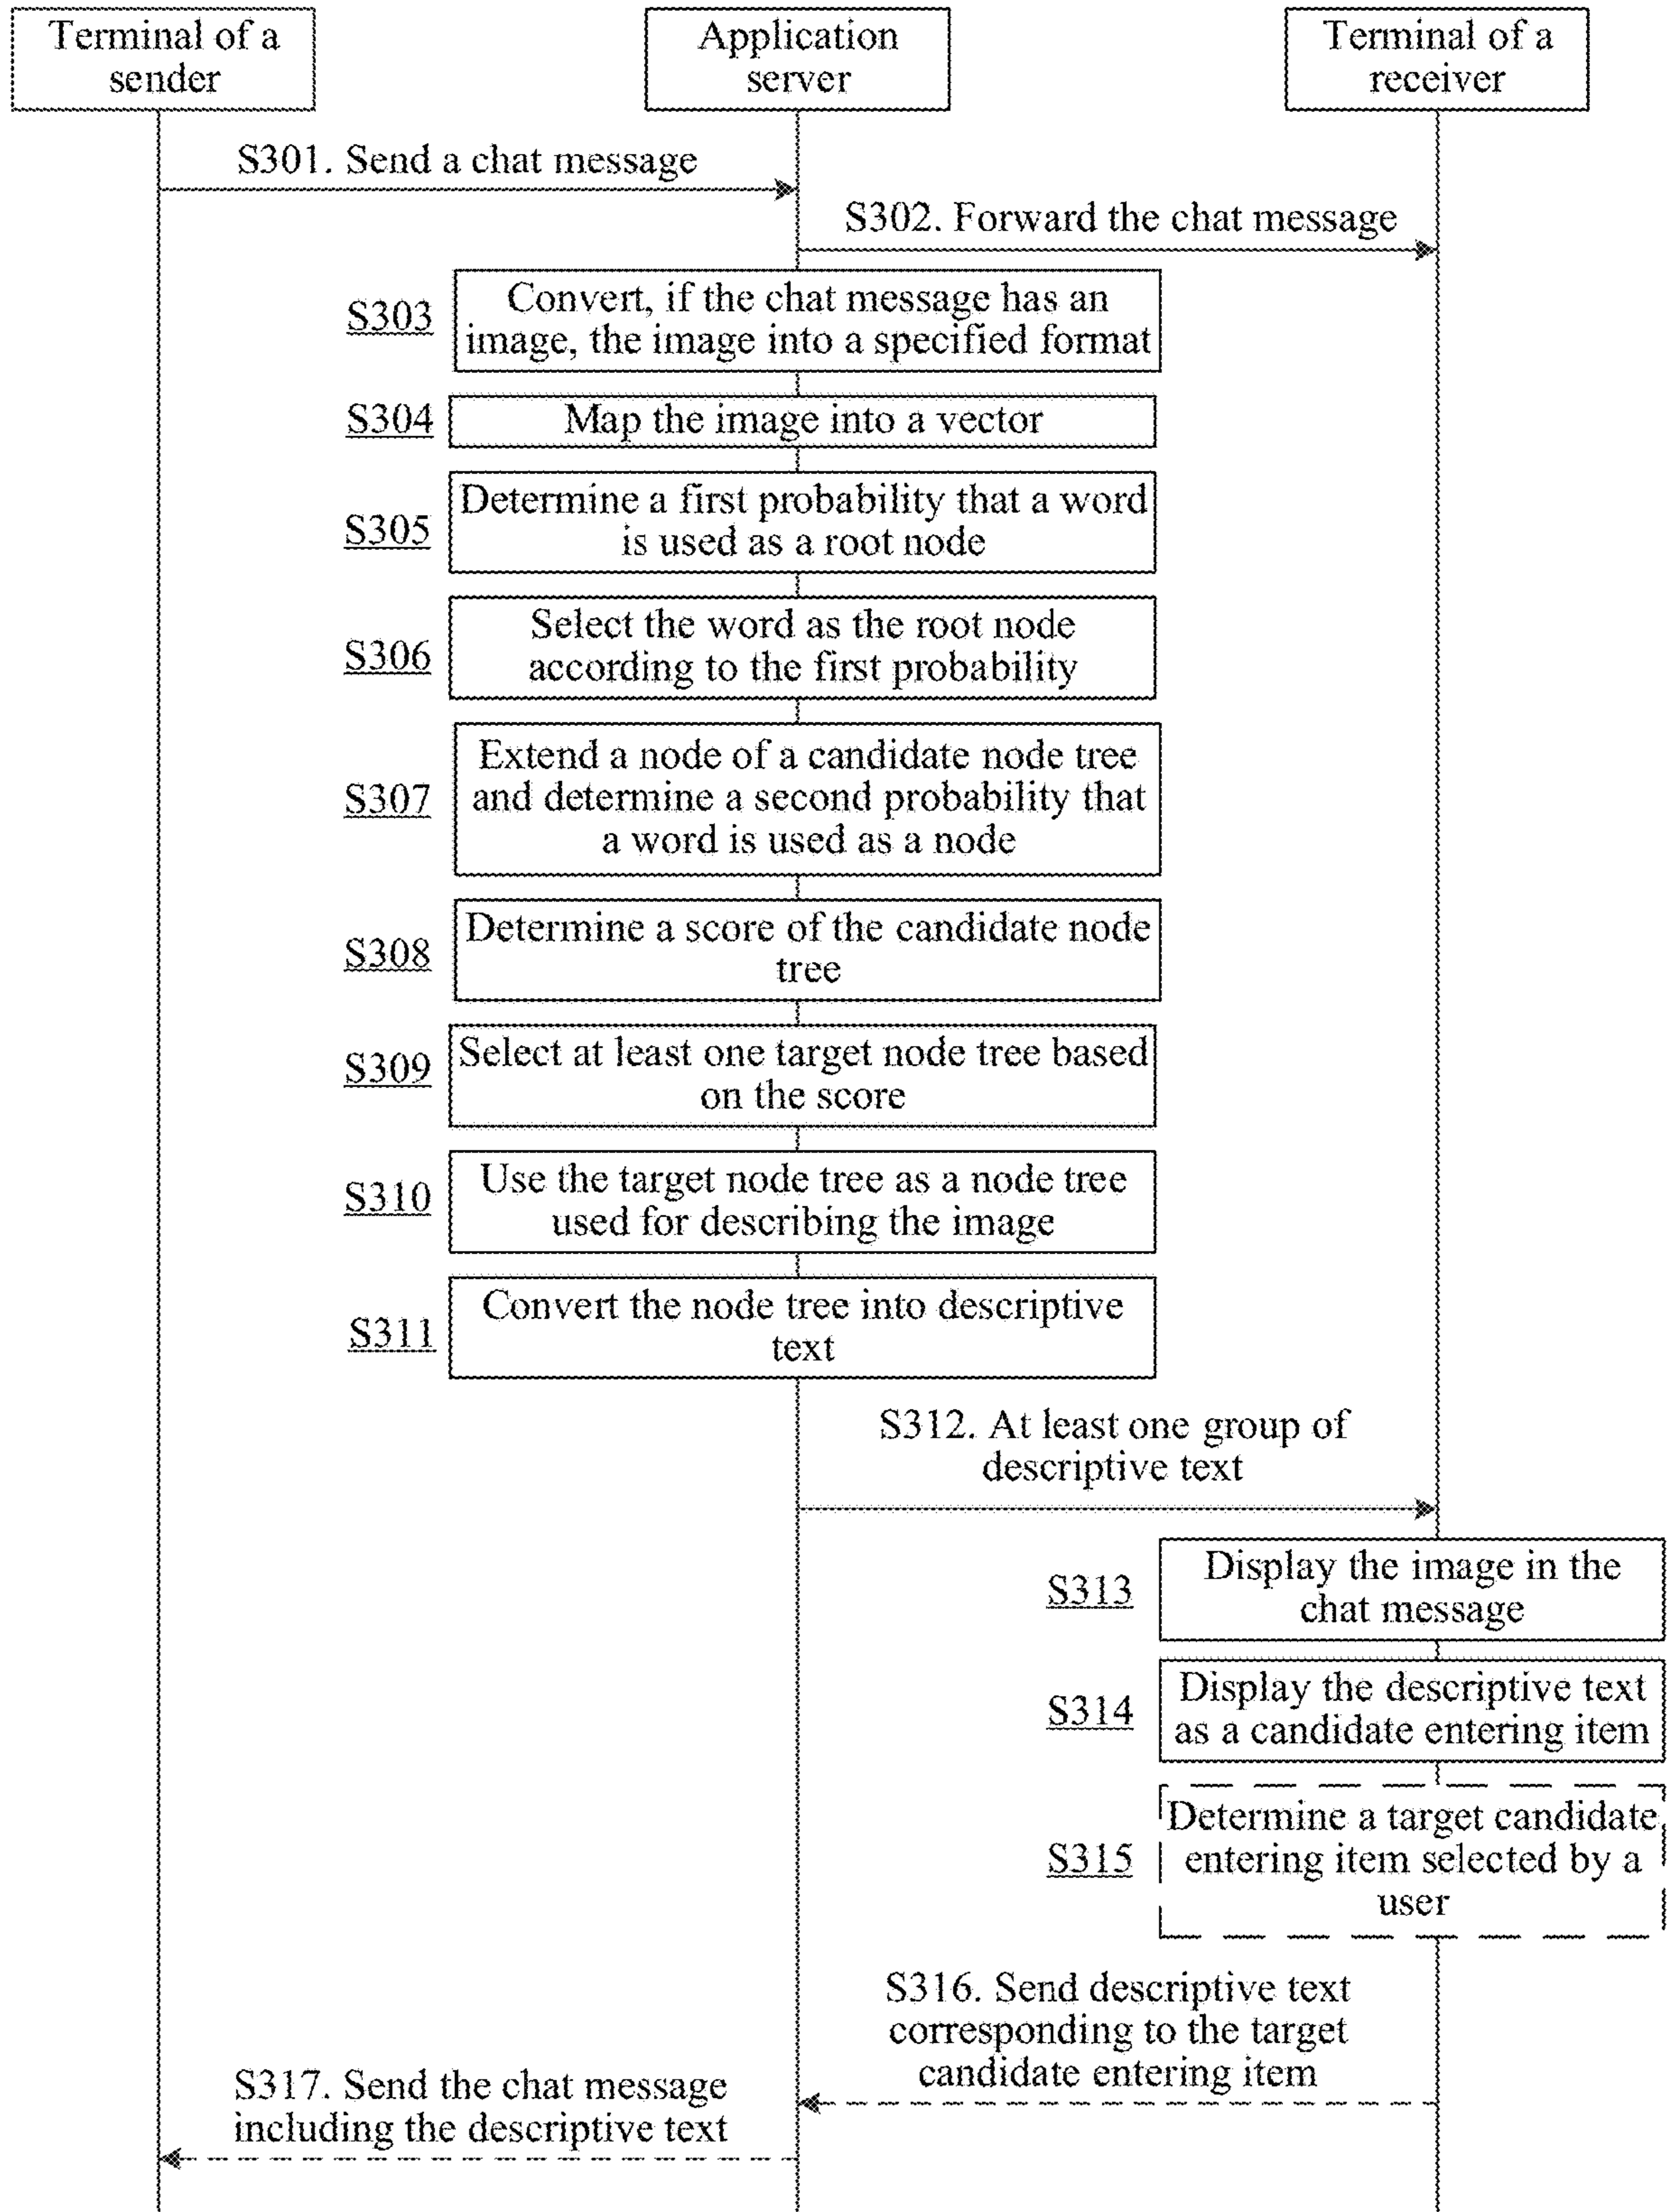 Terminal of a
sender
Application
server
Terminal of a
receiver
S301. Send a chat message
S302. Forward the chat message
S303
Convert, if the chat message has an
image, the image into a specified format
S304
Map the image into a vector
S305
Determine a first probability that a word
is used as a root node
S306
Select the word as the root node
according to the first probability
S307
Extend a node of a candidate node tree
and determine a second probability that
a word is used as a node
S308
Determine a score of the candidate node
tree
S309
Select at least one target node tree based
on the score
S310
Use the target node tree as a node tree
used for describing the image
S311
Convert the node tree into descriptive
text
S312. At least one group of
descriptive text
S313
Display the image in the
chat message
S314
Display the descriptive text
as a candidate entering item
S315
Determine a target candidate
entering item selected by a
user
S316. Send descriptive text
corresponding to the target
candidate entering item
S317. Send the chat message
including the descriptive text